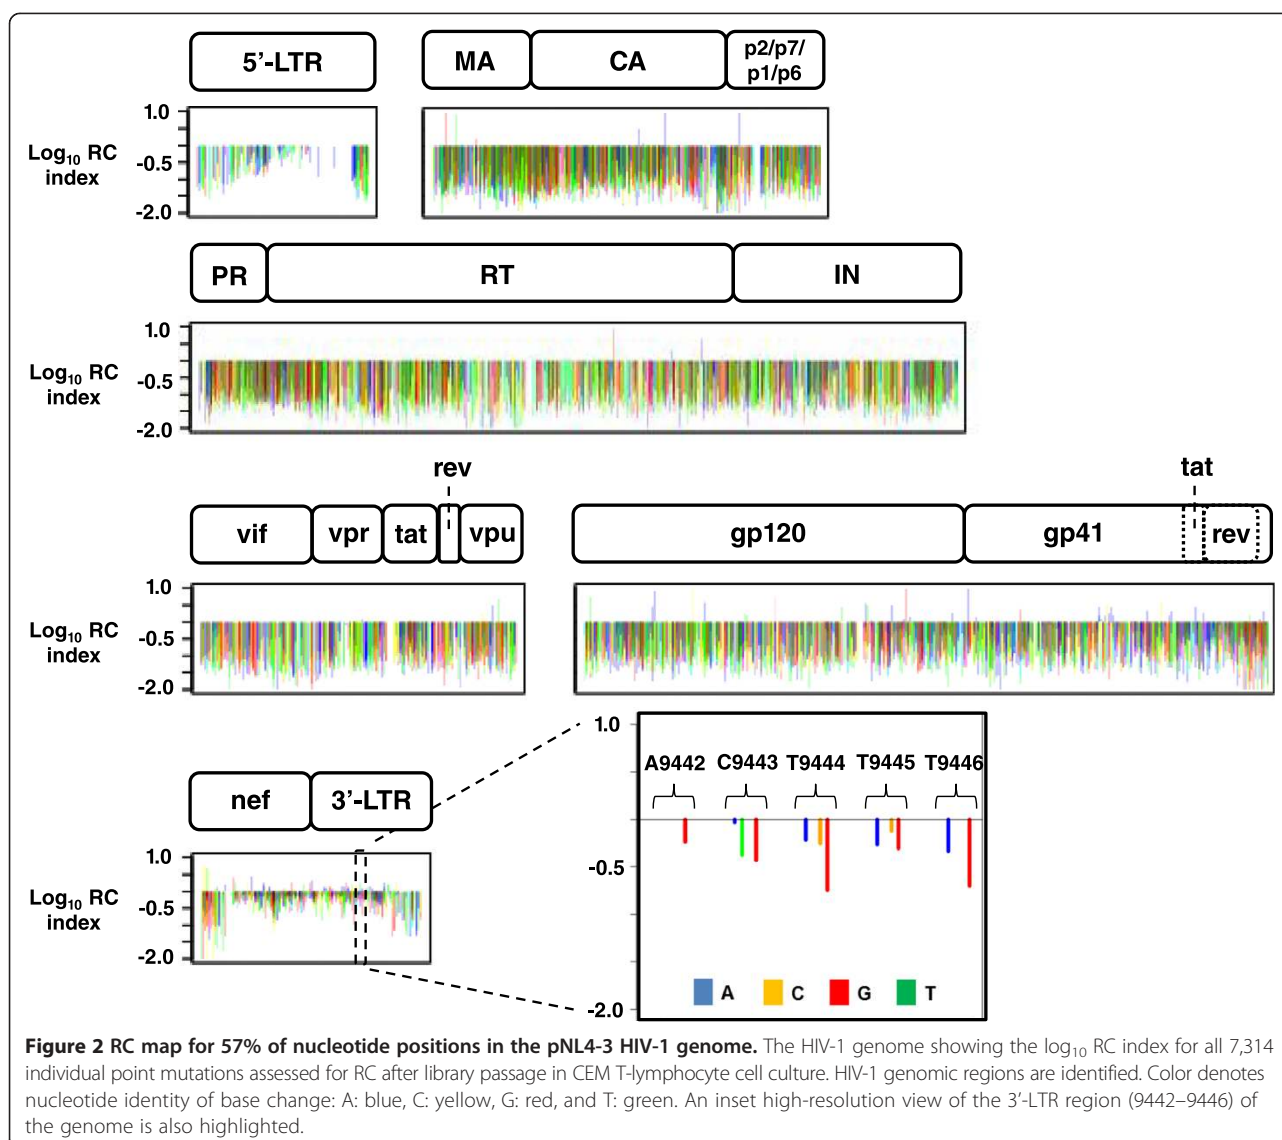 5'-LTR MA CA p2/p7/
p1/p6
1.0
Log10 RC
index
-0.5
-2.0
PR RT IN
1.0
Log10 RC
index
-0.5
-2.0
rev tat
vif vpr tat vpu gp120 gp41 rev
1.0
Log10 RC
index
-0.5
-2.0
nef 3'-LTR
1.0
Log10 RC
index
-0.5
-2.0
1.0
A9442 C9443 T9444 T9445 T9446
-0.5
A C G T
-2.0
Figure 2 RC map for 57% of nucleotide positions in the pNL4-3 HIV-1 genome. The HIV-1 genome showing the log10 RC index for all 7,314
individual point mutations assessed for RC after library passage in CEM T-lymphocyte cell culture. HIV-1 genomic regions are identified. Color denotes
nucleotide identity of base change: A: blue, C: yellow, G: red, and T: green. An inset high-resolution view of the 3'-LTR region (9442–9446) of
the genome is also highlighted.